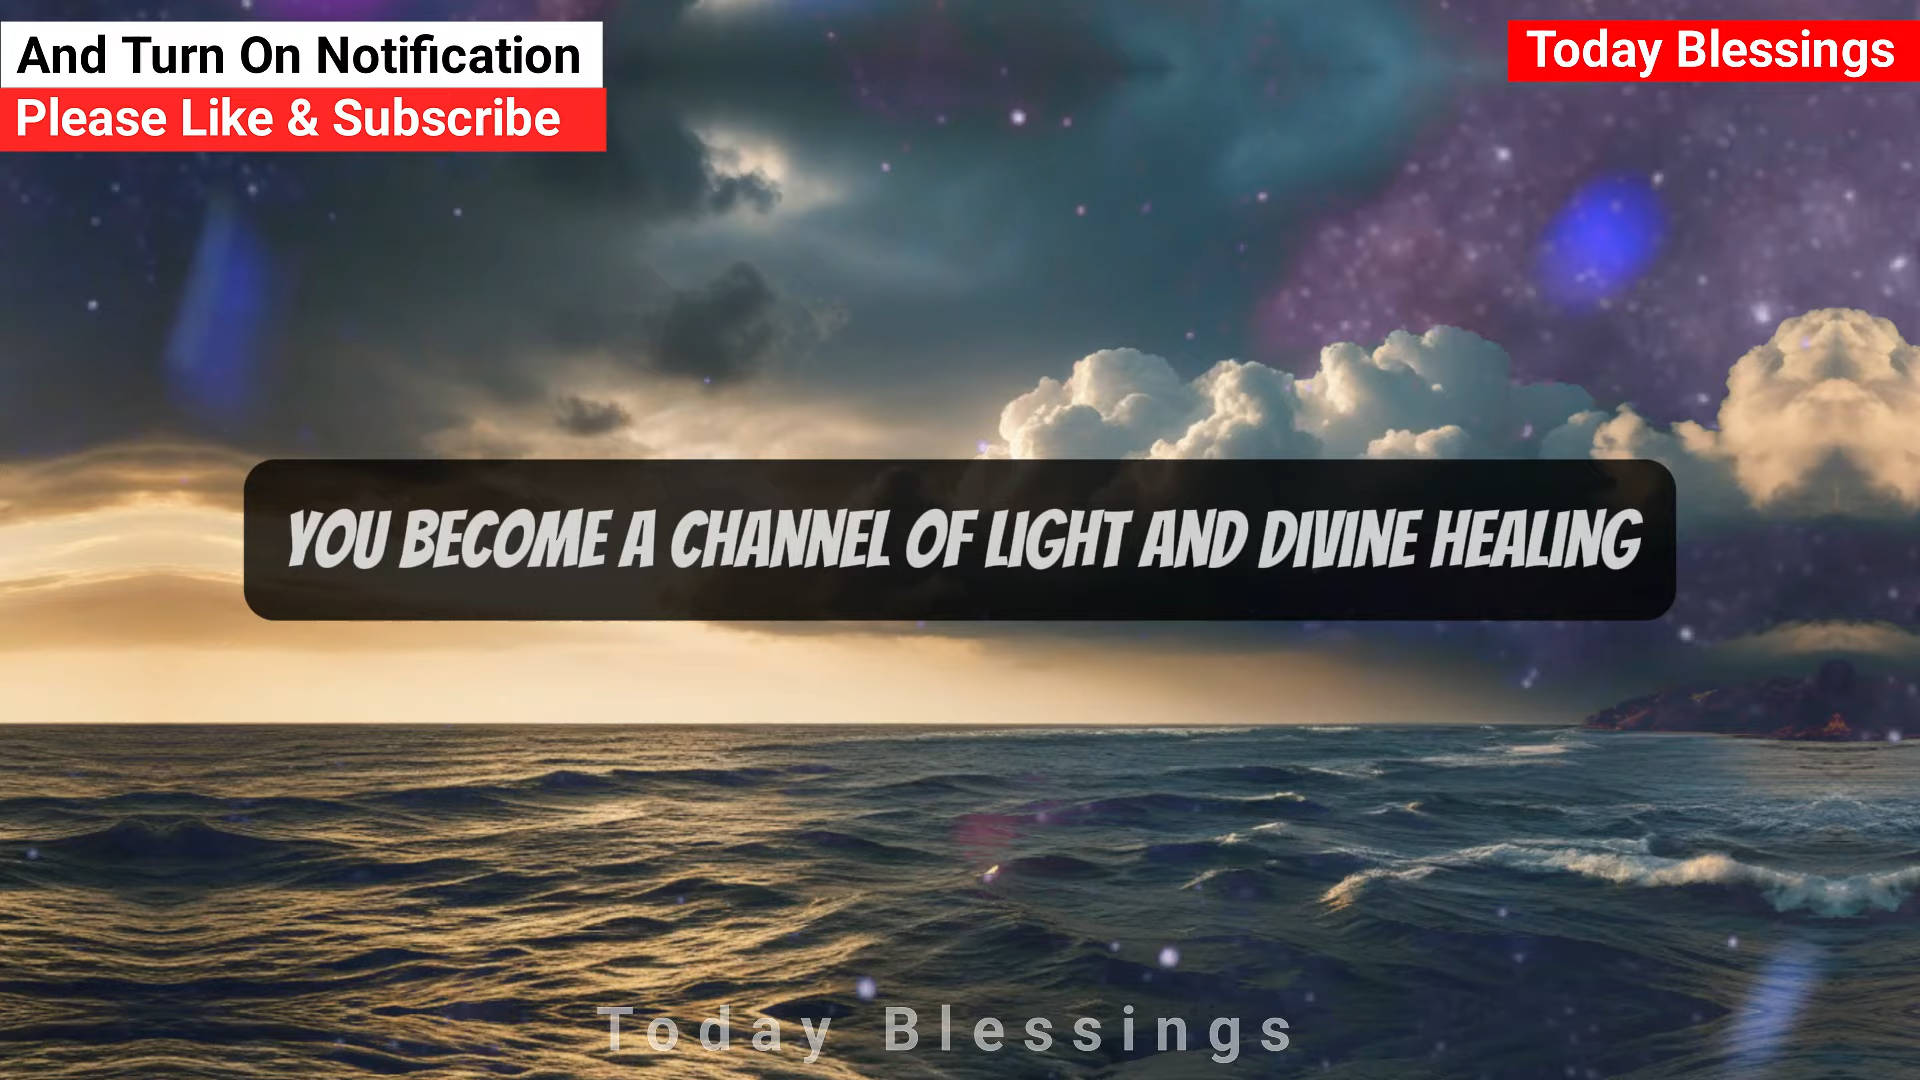 And Turn On Notification
Please Like & Subscribe
Today Blessings
YOU BECOME A CHANNEL OF LIGHT AND DIVINE HEALING
Today Blessings